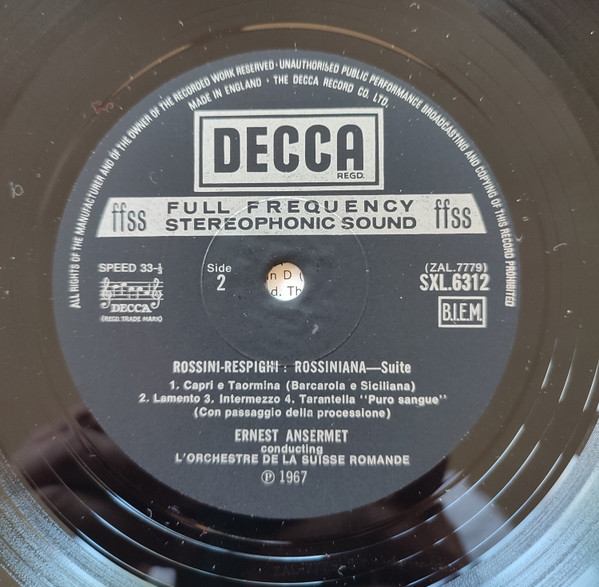 ALL RIGHTS OF THE MANUFACTURER AND OF THE OWNER OF THE RECORDED WORK RESERVED · UNAUTHORISED PUBLIC PERFORMANCE BROADCASTING AND COPYING OF THIS RECORD PROHIBITED
MADE IN ENGLAND · THE DECCA RECORD CO. LTD.
DECCA
REGD.
ffss FULL FREQUENCY ffss
STEREOPHONIC SOUND
SPEED 33-⅓
Side
2
(ZAL.7779)
SXL.6312
DECCA
(REGD. TRADE MARK)
B.I.E.M.
n D (
d. Th
ROSSINI-RESPIGHI : ROSSINIANA—Suite
1. Capri e Taormina (Barcarola e Siciliana)
2. Lamento 3. Intermezzo 4. Tarantella "Puro sangue"
(Con passaggio della processione)
ERNEST ANSERMET
conducting
L'ORCHESTRE DE LA SUISSE ROMANDE
℗ 1967